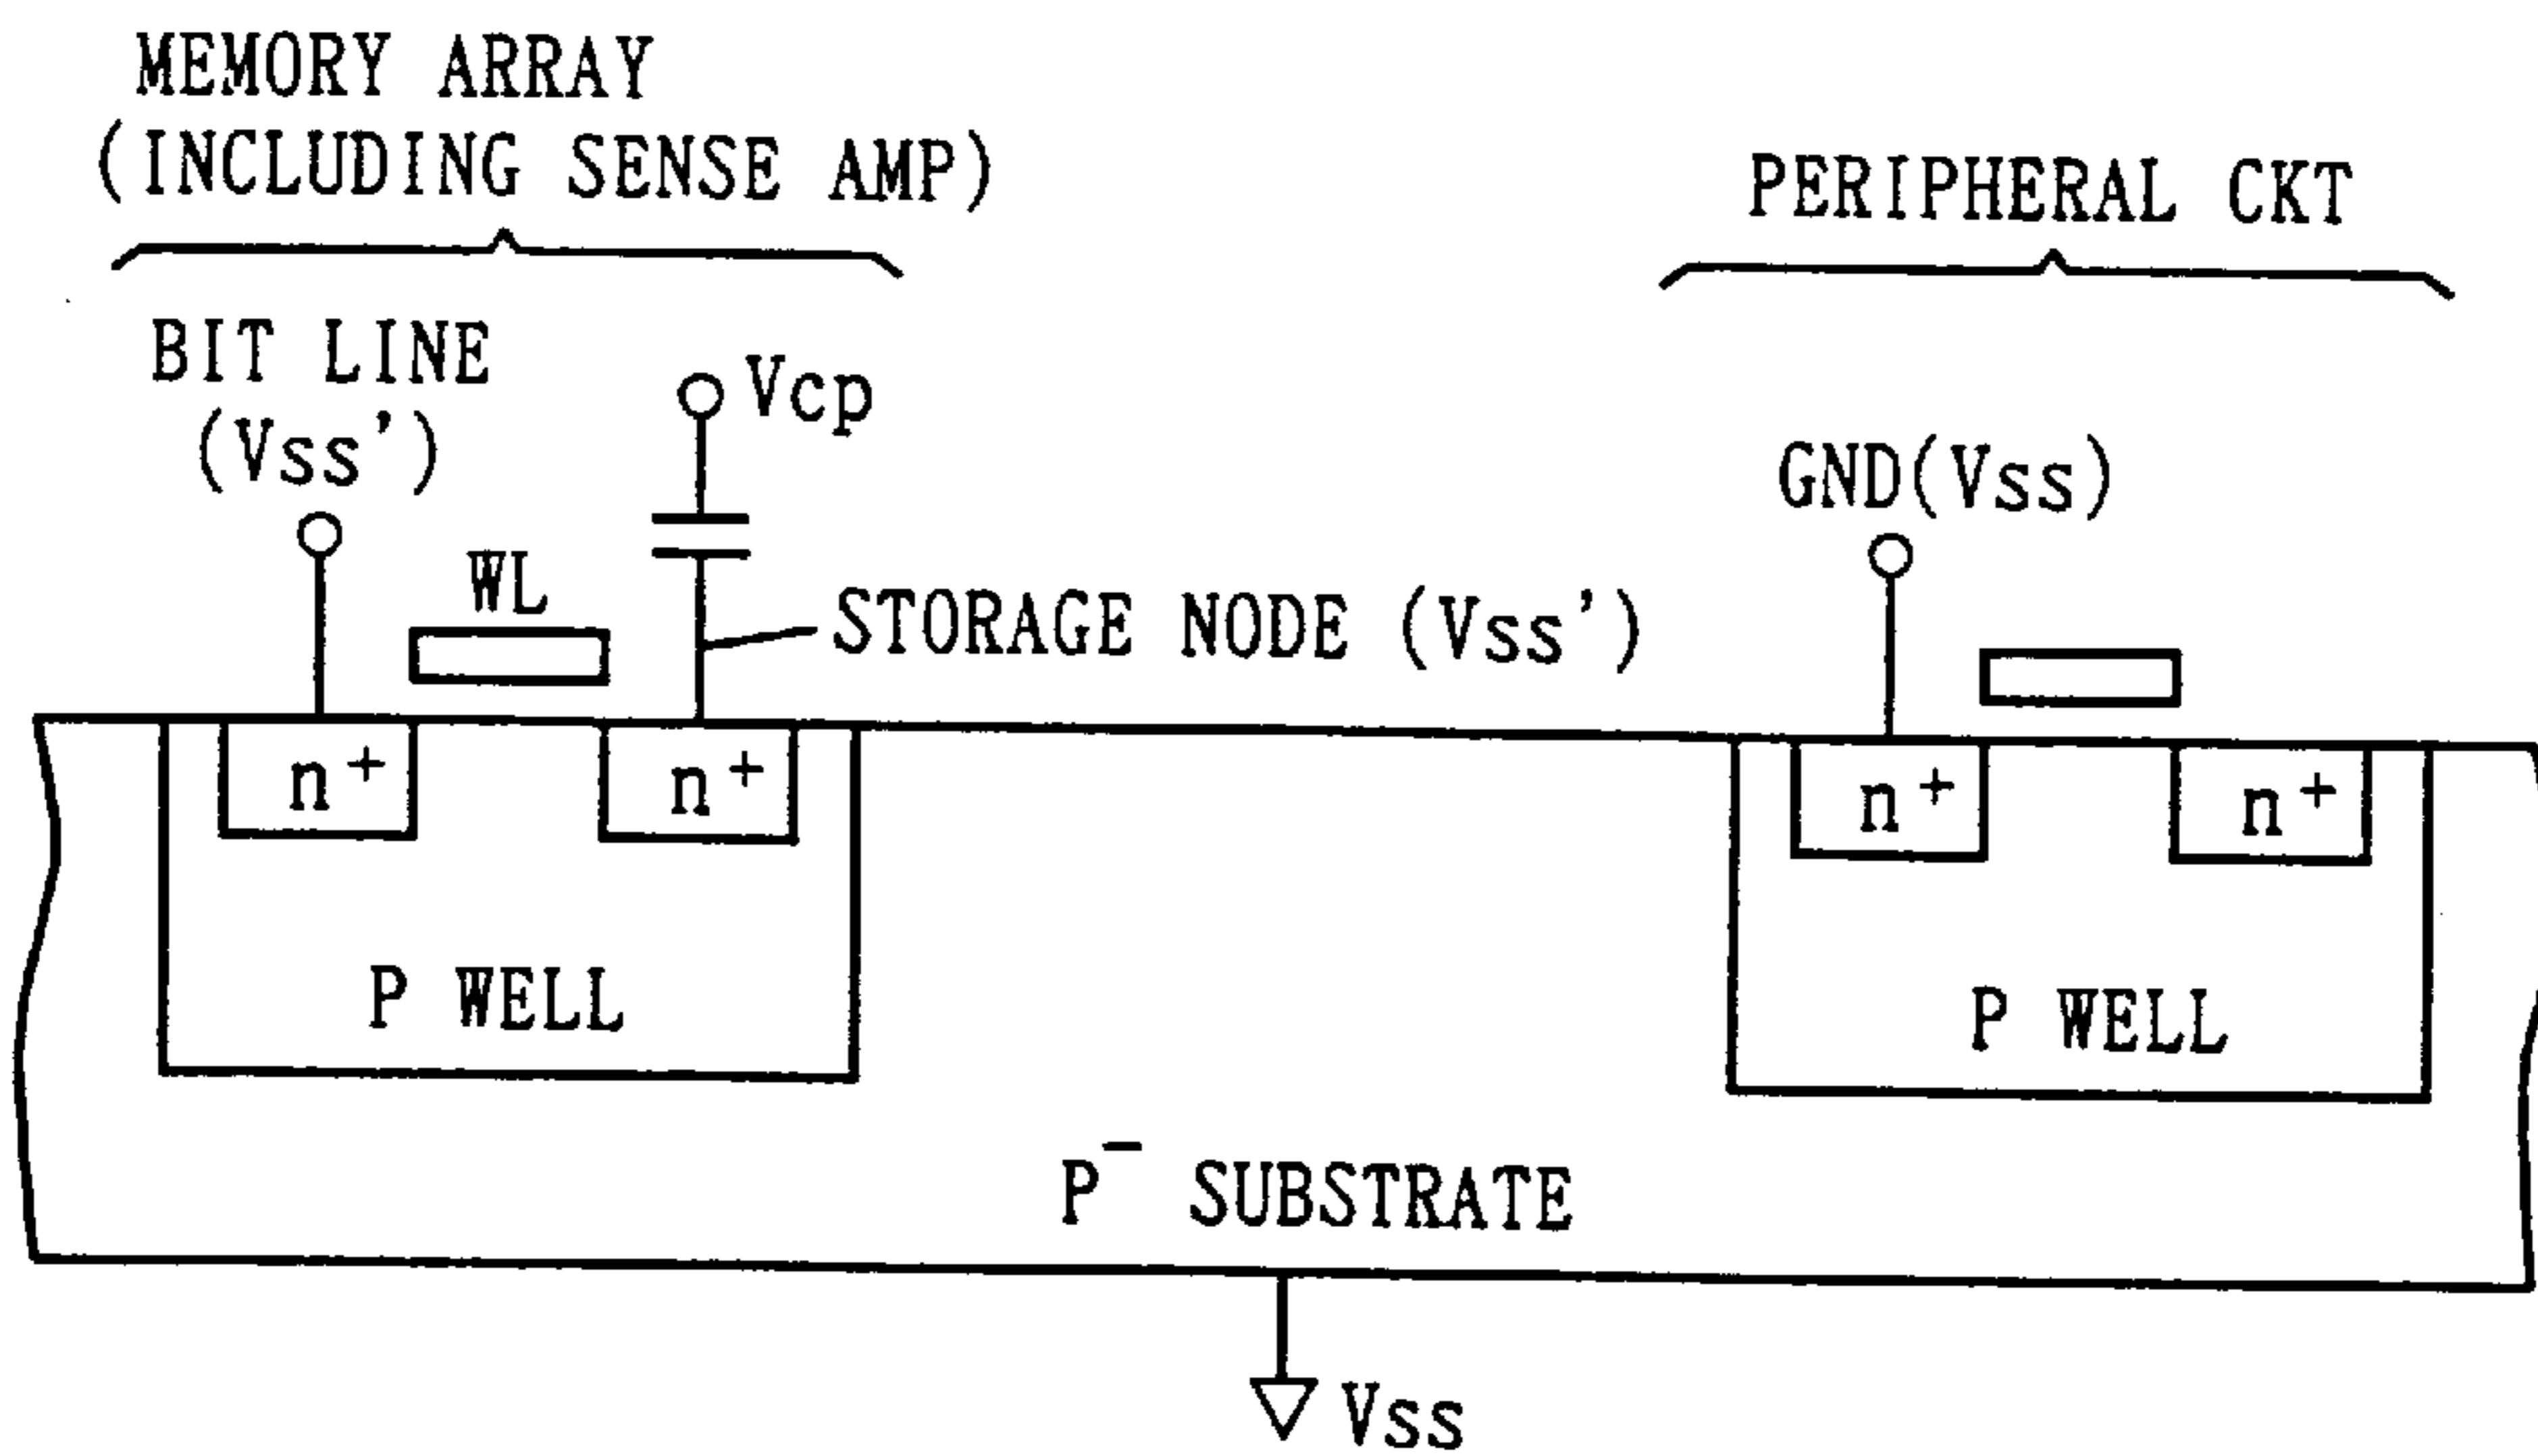 MEMORY ARRAY
(INCLUDING SENSE AMP)
PERIPHERAL CKT
BIT LINE
(Vss')
Vcp
GND(Vss)
WL
STORAGE NODE (Vss')
n+
n+
n+
n+
P WELL
P WELL
P- SUBSTRATE
Vss